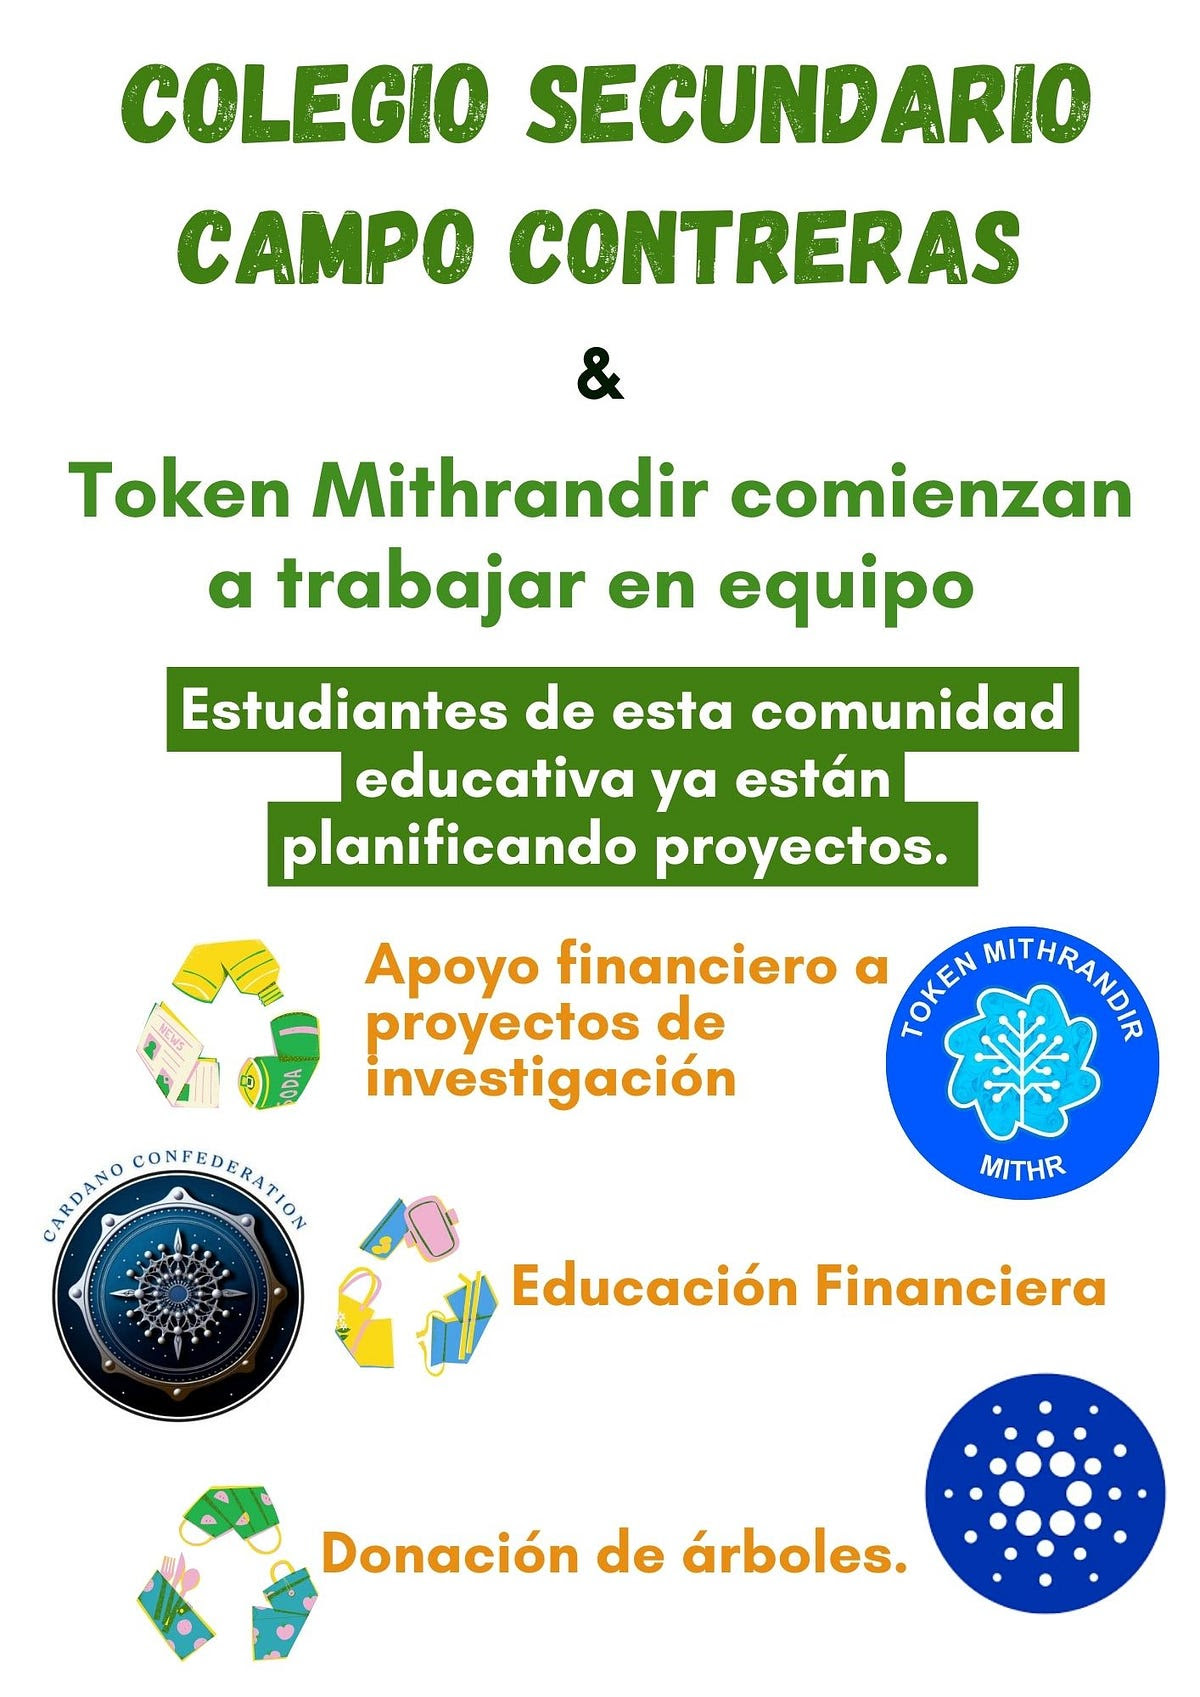 COLEGIO SECUNDARIO
CAMPO CONTRERAS
&
Token Mithrandir comienzan
a trabajar en equipo
Estudiantes de esta comunidad
educativa ya están
planificando proyectos.
Apoyo financiero a
proyectos de
investigación
TOKEN MITHRANDIR
MITHR
NEWS
SODA
CARDANO CONFEDERATION
Educación Financiera
Donación de árboles.